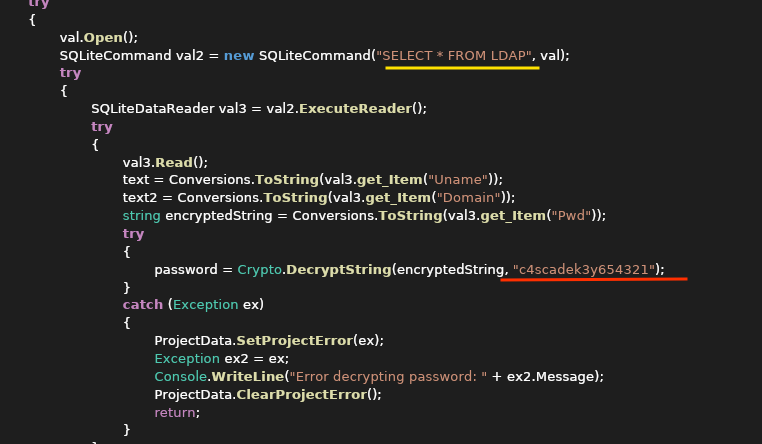 try
{
val.Open();
SQLiteCommand val2 = new SQLiteCommand("SELECT * FROM LDAP", val);
try
{
SQLiteDataReader val3 = val2.ExecuteReader();
try
{
val3.Read();
text = Conversions.ToString(val3.get_Item("Uname"));
text2 = Conversions.ToString(val3.get_Item("Domain"));
string encryptedString = Conversions.ToString(val3.get_Item("Pwd"));
try
{
password = Crypto.DecryptString(encryptedString, "c4scadek3y654321");
}
catch (Exception ex)
{
ProjectData.SetProjectError(ex);
Exception ex2 = ex;
Console.WriteLine("Error decrypting password: " + ex2.Message);
ProjectData.ClearProjectError();
return;
}